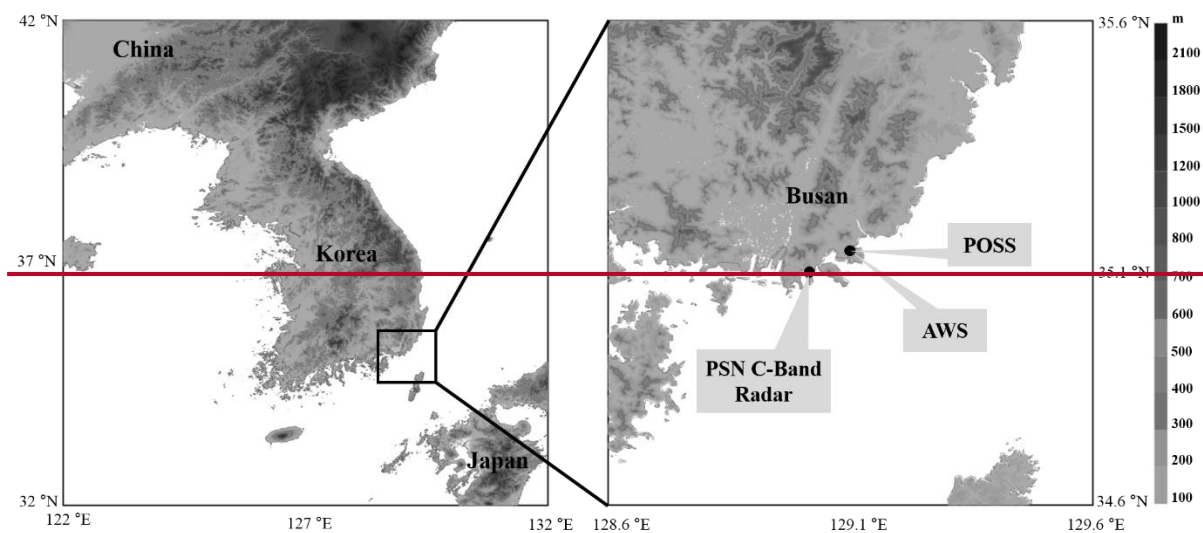 42 °N
China
Korea
37 °N
Japan
32 °N
122 °E
127 °E
132 °E
35.6 °N
Busan
POSS
35.1 °N
AWS
PSN C-Band
Radar
34.6 °N
128.6 °E
129.1 °E
129.6 °E
m
2100
1800
1500
1200
1000
800
700
600
500
400
300
200
100